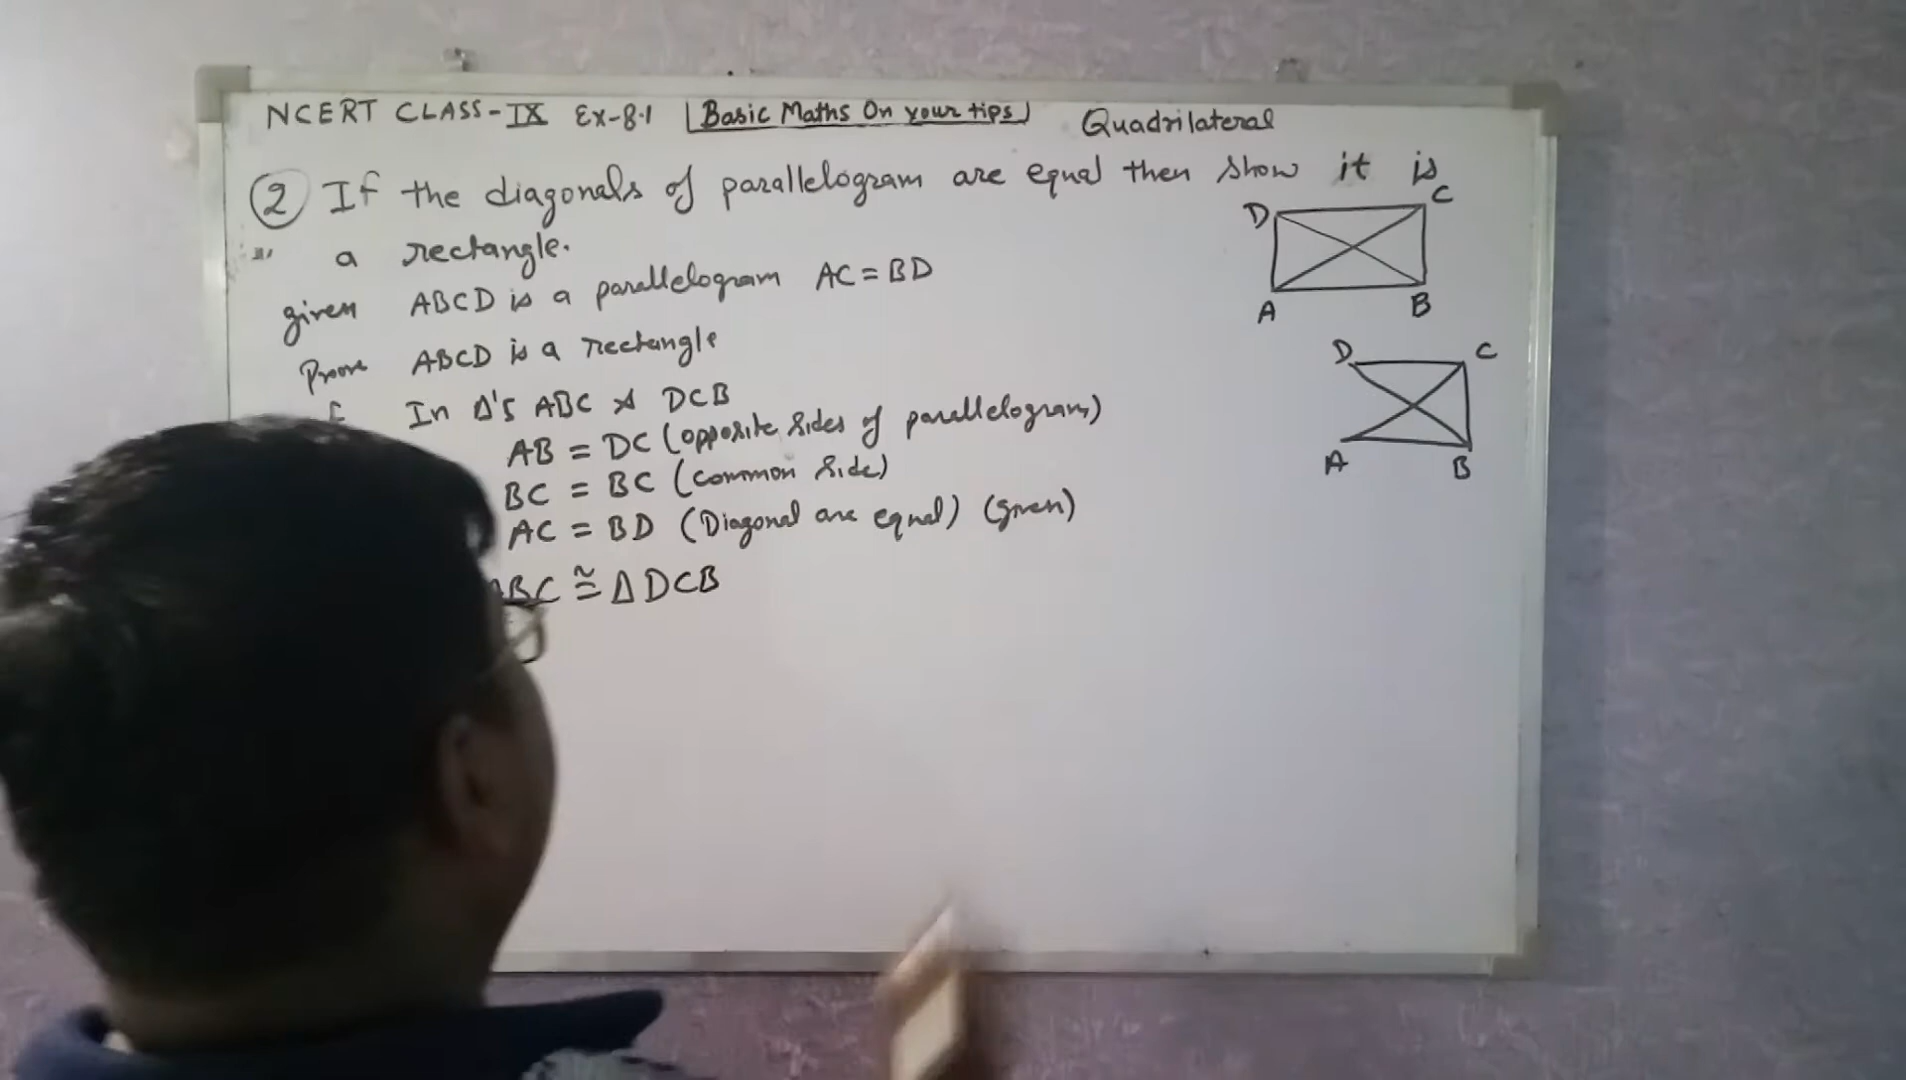 NCERT CLASS-IX Ex-8.1 Basic Maths On your tips Quadrilateral
② If the diagonals of parallelogram are equal then show it is
a rectangle.
given ABCD is a parallelogram AC = BD
Prove ABCD is a rectangle
In Δ's ABC & DCB
AB = DC (opposite sides of parallelogram)
BC = BC (common side)
AC = BD (Diagonal are equal) (given)
ABC ≅ Δ DCB
D C
A B
D C
A B